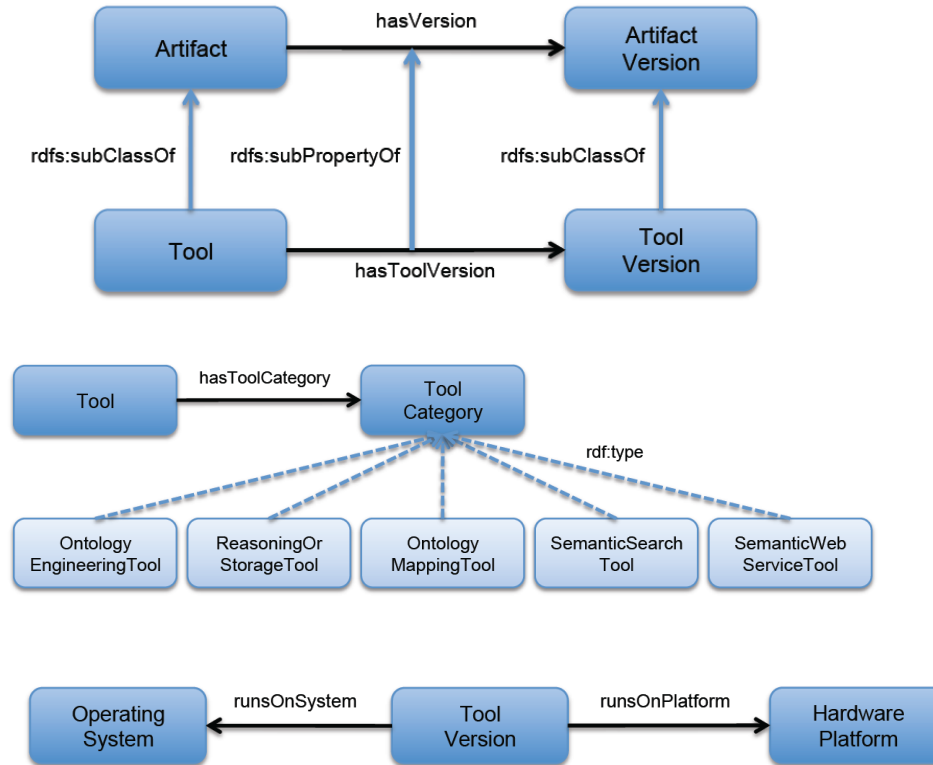 hasVersion
Artifact
Artifact
Version
rdfs:subClassOf
rdfs:subPropertyOf
rdfs:subClassOf
Tool
Tool
Version
hasToolVersion
Tool
hasToolCategory
Tool
Category
rdf:type
Ontology
EngineeringTool
ReasoningOr
StorageTool
Ontology
MappingTool
SemanticSearch
Tool
SemanticWeb
ServiceTool
Operating
System
runsOnSystem
Tool
Version
runsOnPlatform
Hardware
Platform